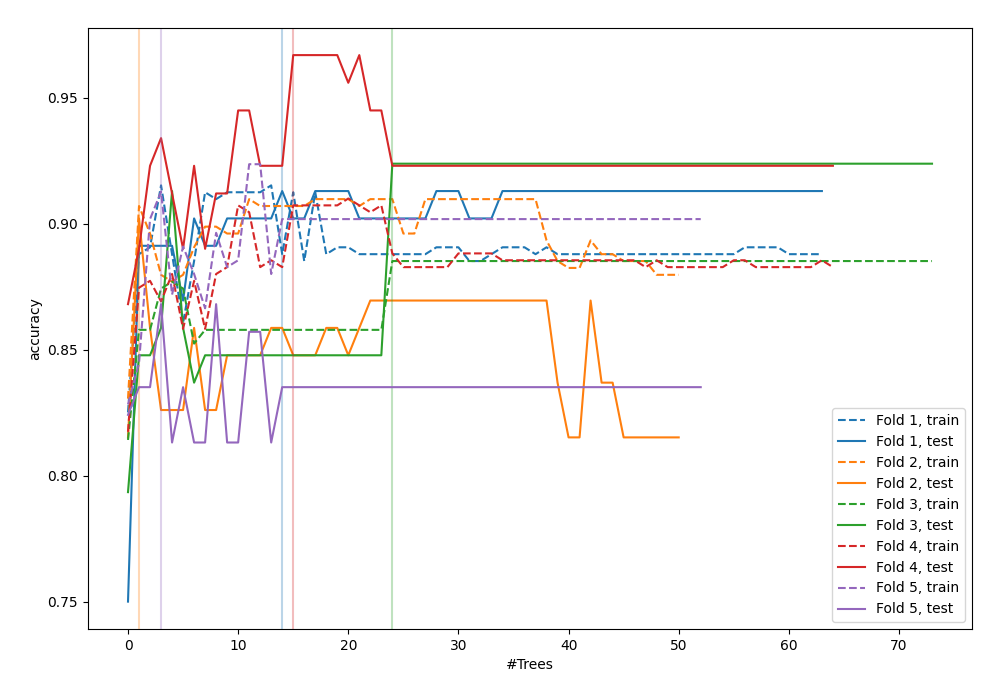 0.95
0.90
0.85
0.80
0.75
accuracy
0
10
20
30
40
50
60
70
#Trees
Fold 1, train
Fold 1, test
Fold 2, train
Fold 2, test
Fold 3, train
Fold 3, test
Fold 4, train
Fold 4, test
Fold 5, train
Fold 5, test